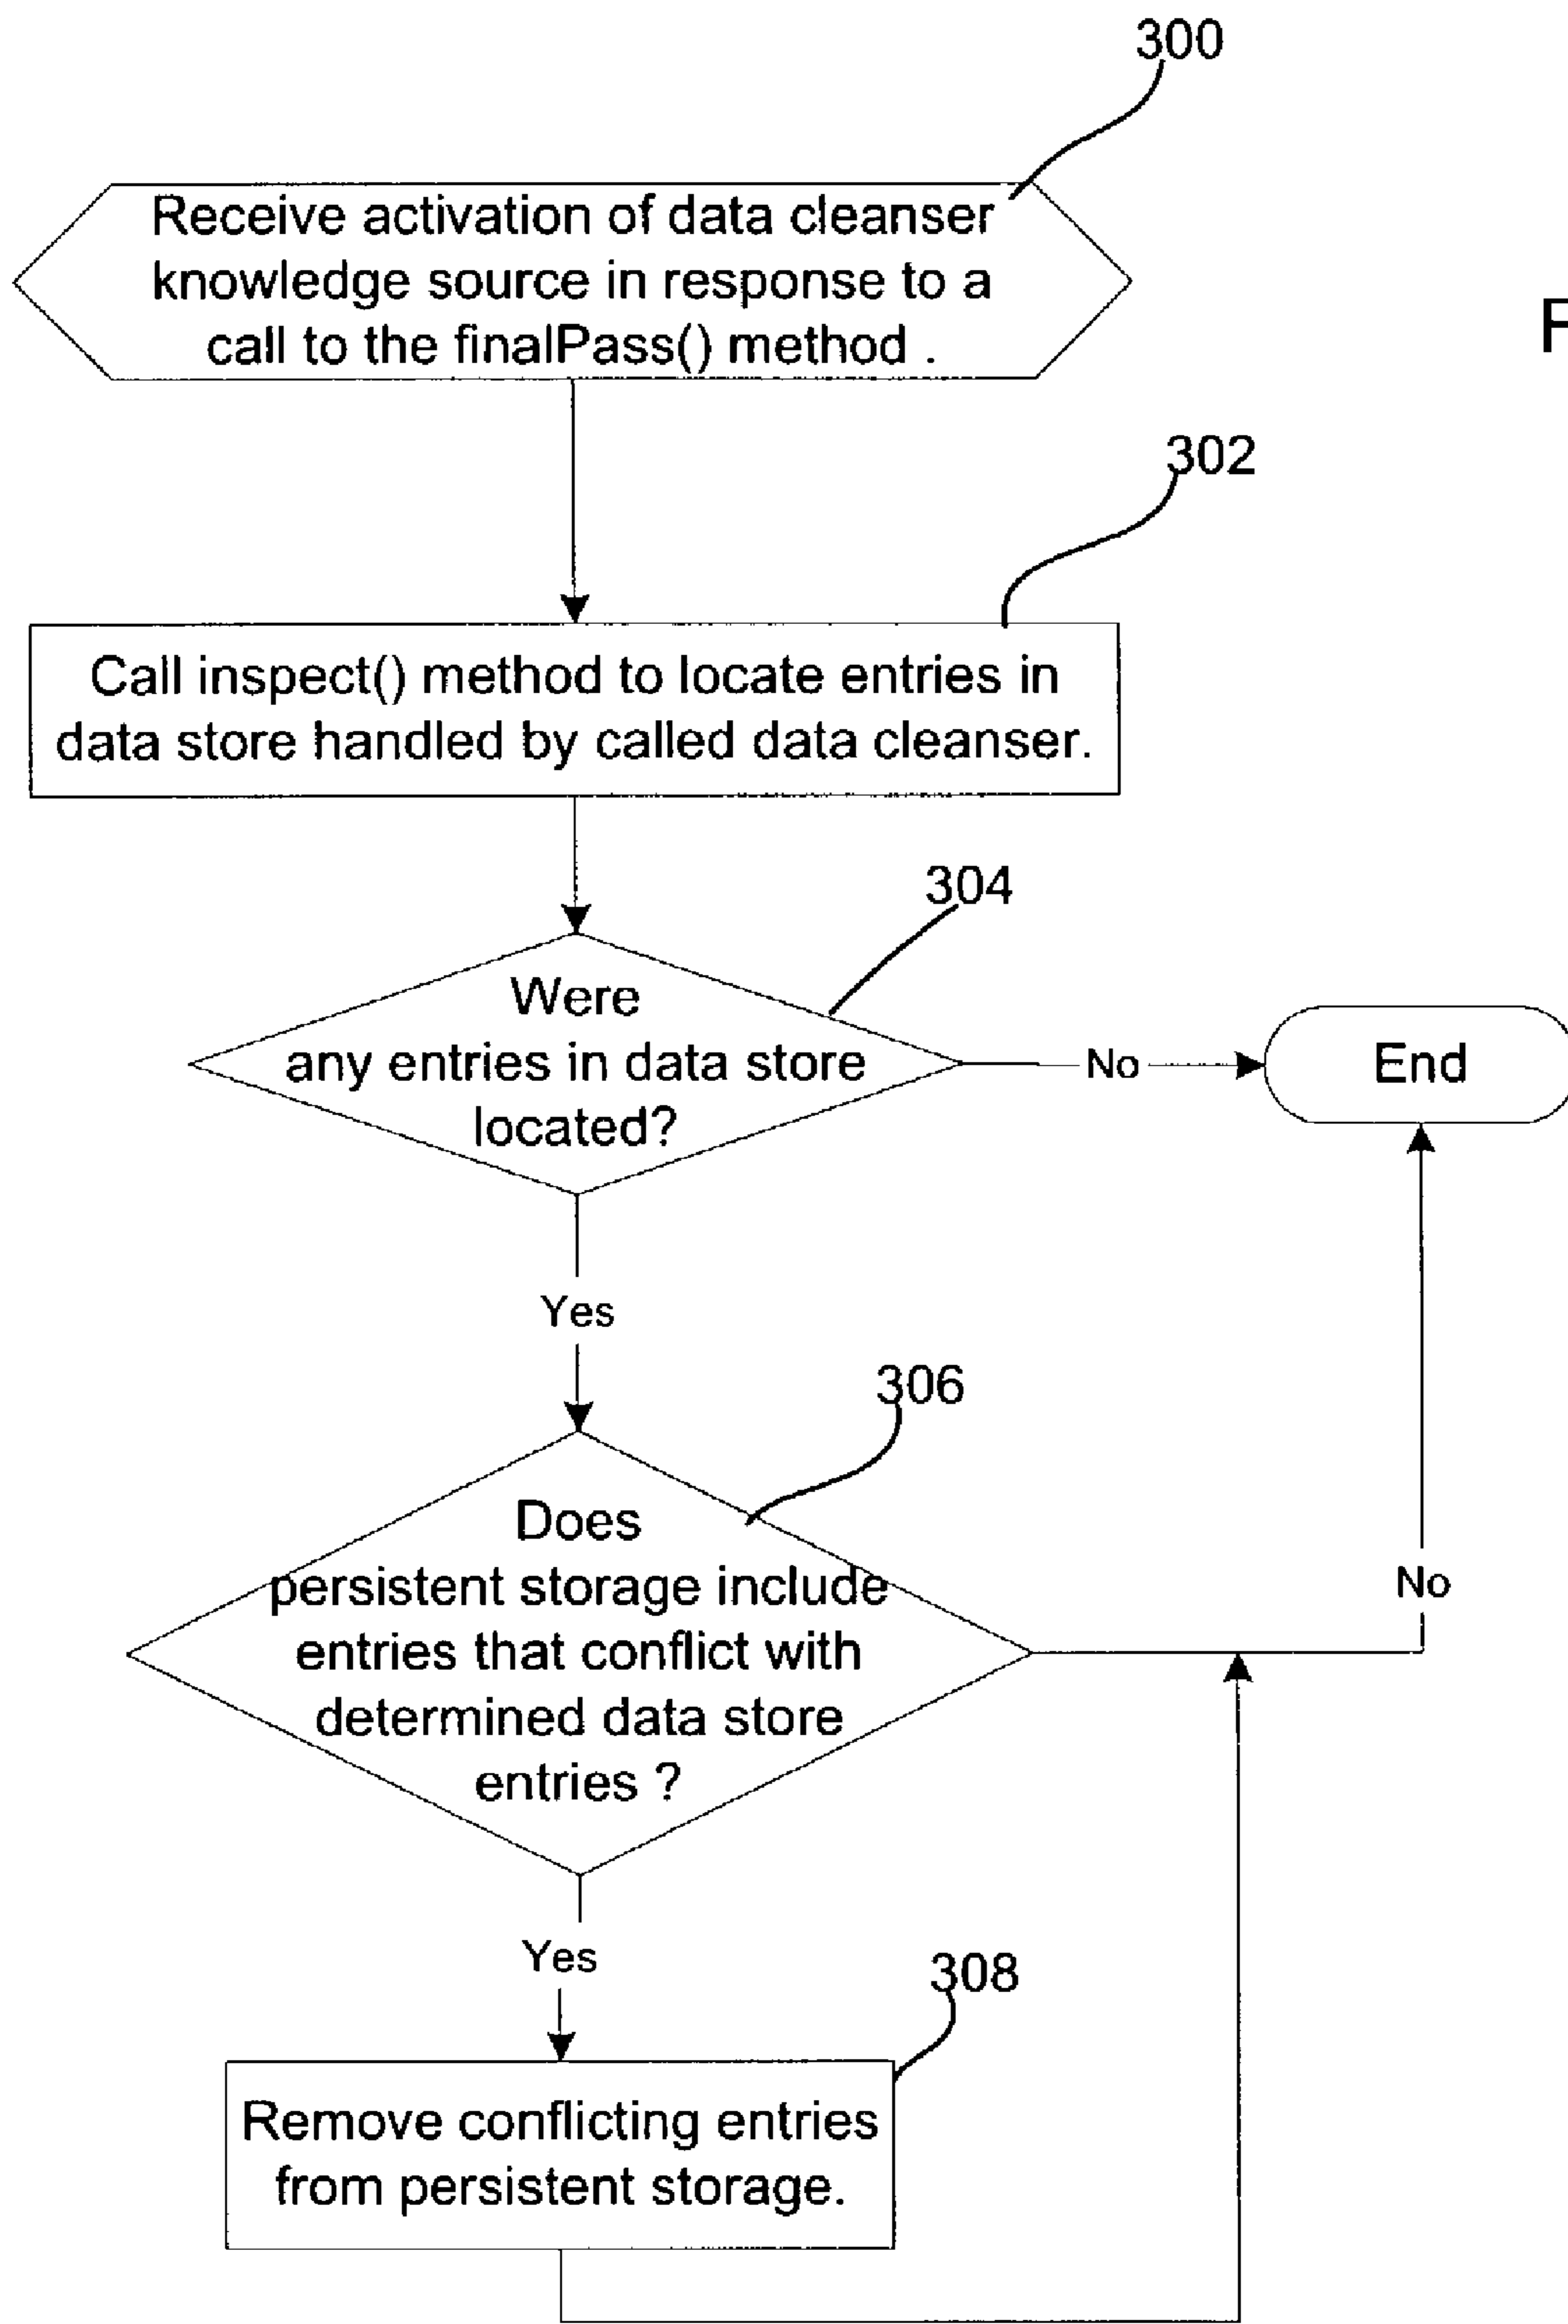 300
Receive activation of data cleanser
knowledge source in response to a
call to the finalPass() method .
F
302
Call inspect() method to locate entries in
data store handled by called data cleanser.
304
Were
any entries in data store
located?
No
End
Yes
306
Does
persistent storage include
entries that conflict with
determined data store
entries ?
No
Yes
308
Remove conflicting entries
from persistent storage.